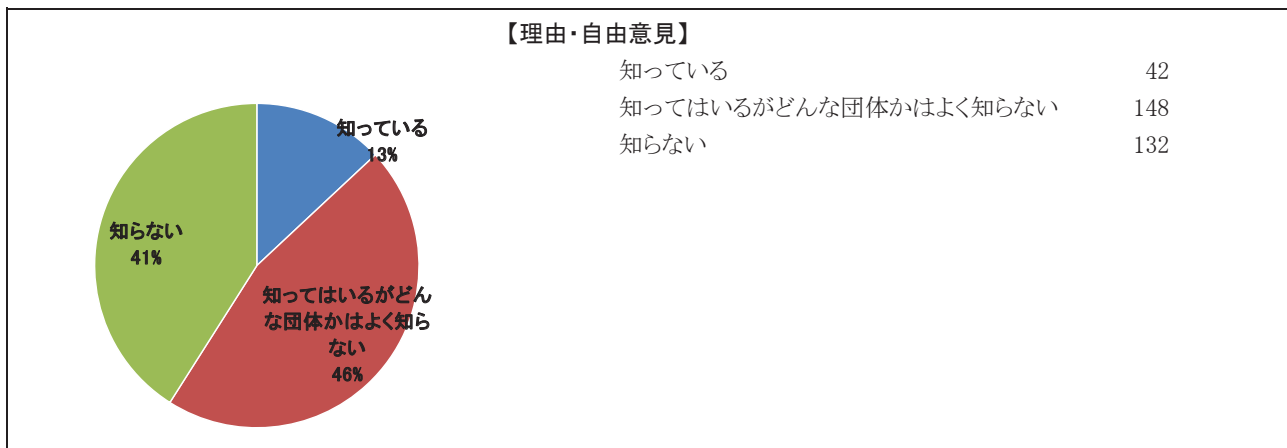 【理由・自由意見】
知っている 42
知ってはいるがどんな団体かはよく知らない 148
知らない 132
知っている
13%
知ってはいるがどん
な団体かはよく知ら
ない
46%
知らない
41%